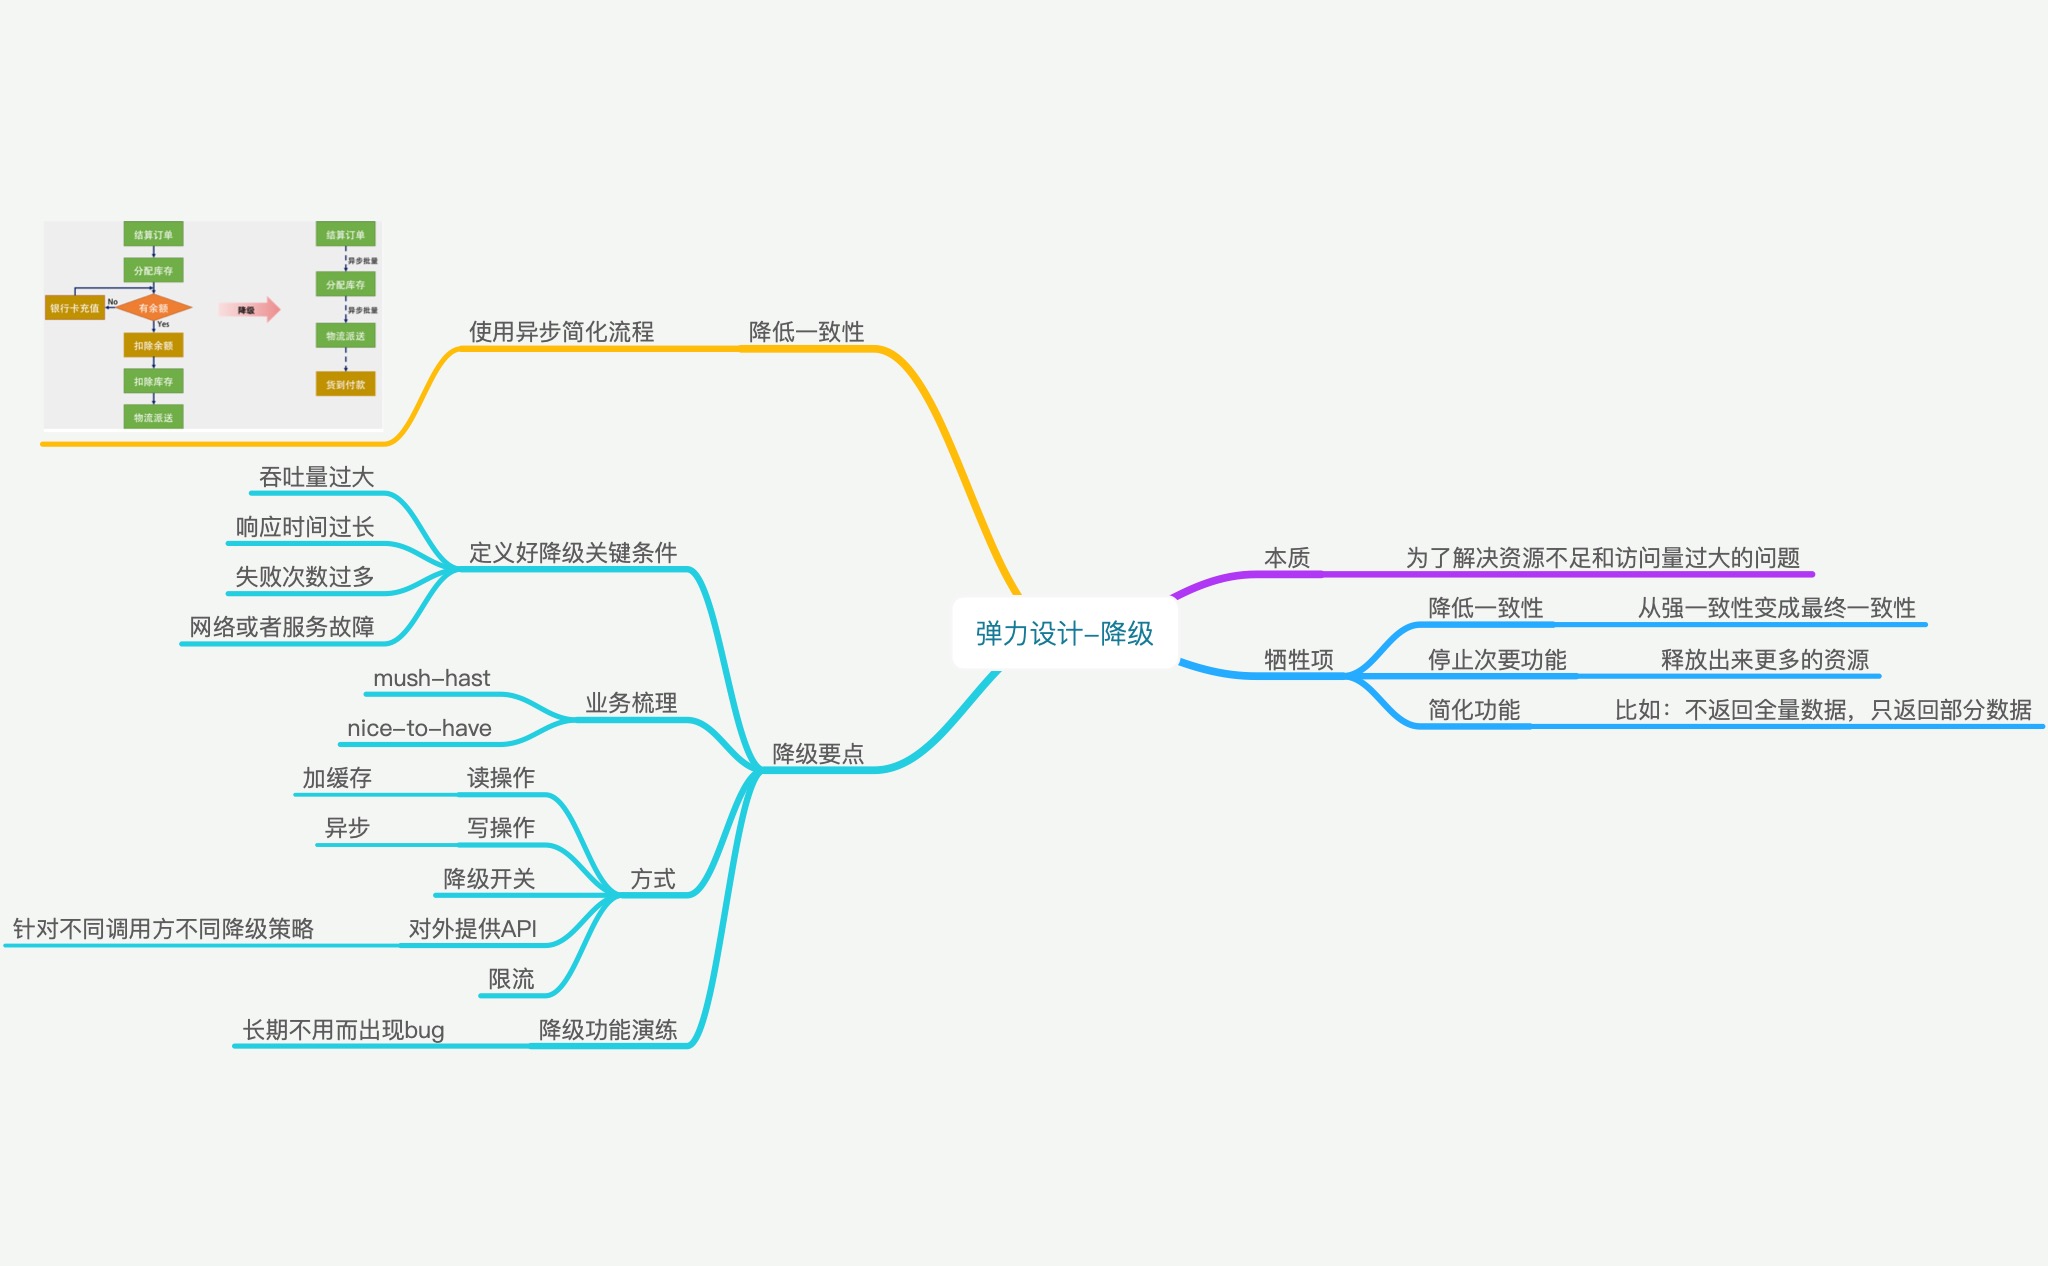 弹力设计-降级
本质
为了解决资源不足和访问量过大的问题
牺牲项
降低一致性
从强一致性变成最终一致性
停止次要功能
释放出来更多的资源
简化功能
比如：不返回全量数据，只返回部分数据
降低一致性
使用异步简化流程
结算订单
分配库存
有余额
No
银行卡充值
Yes
扣除余额
扣除库存
物流派送
降级
结算订单
异步批量
分配库存
异步批量
物流派送
货到付款
降级要点
定义好降级关键条件
吞吐量过大
响应时间过长
失败次数过多
网络或者服务故障
业务梳理
mush-hast
nice-to-have
方式
读操作
加缓存
写操作
异步
降级开关
对外提供API
针对不同调用方不同降级策略
限流
降级功能演练
长期不用而出现bug